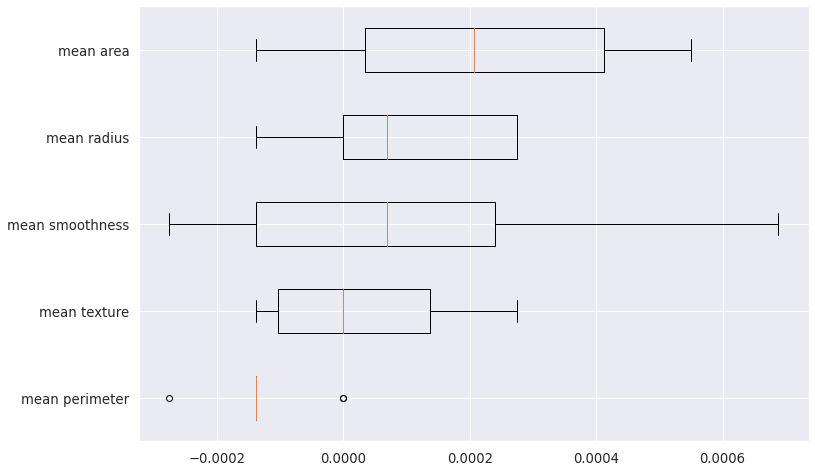 mean area
mean radius
mean smoothness
mean texture
mean perimeter
−0.0002 0.0000 0.0002 0.0004 0.0006